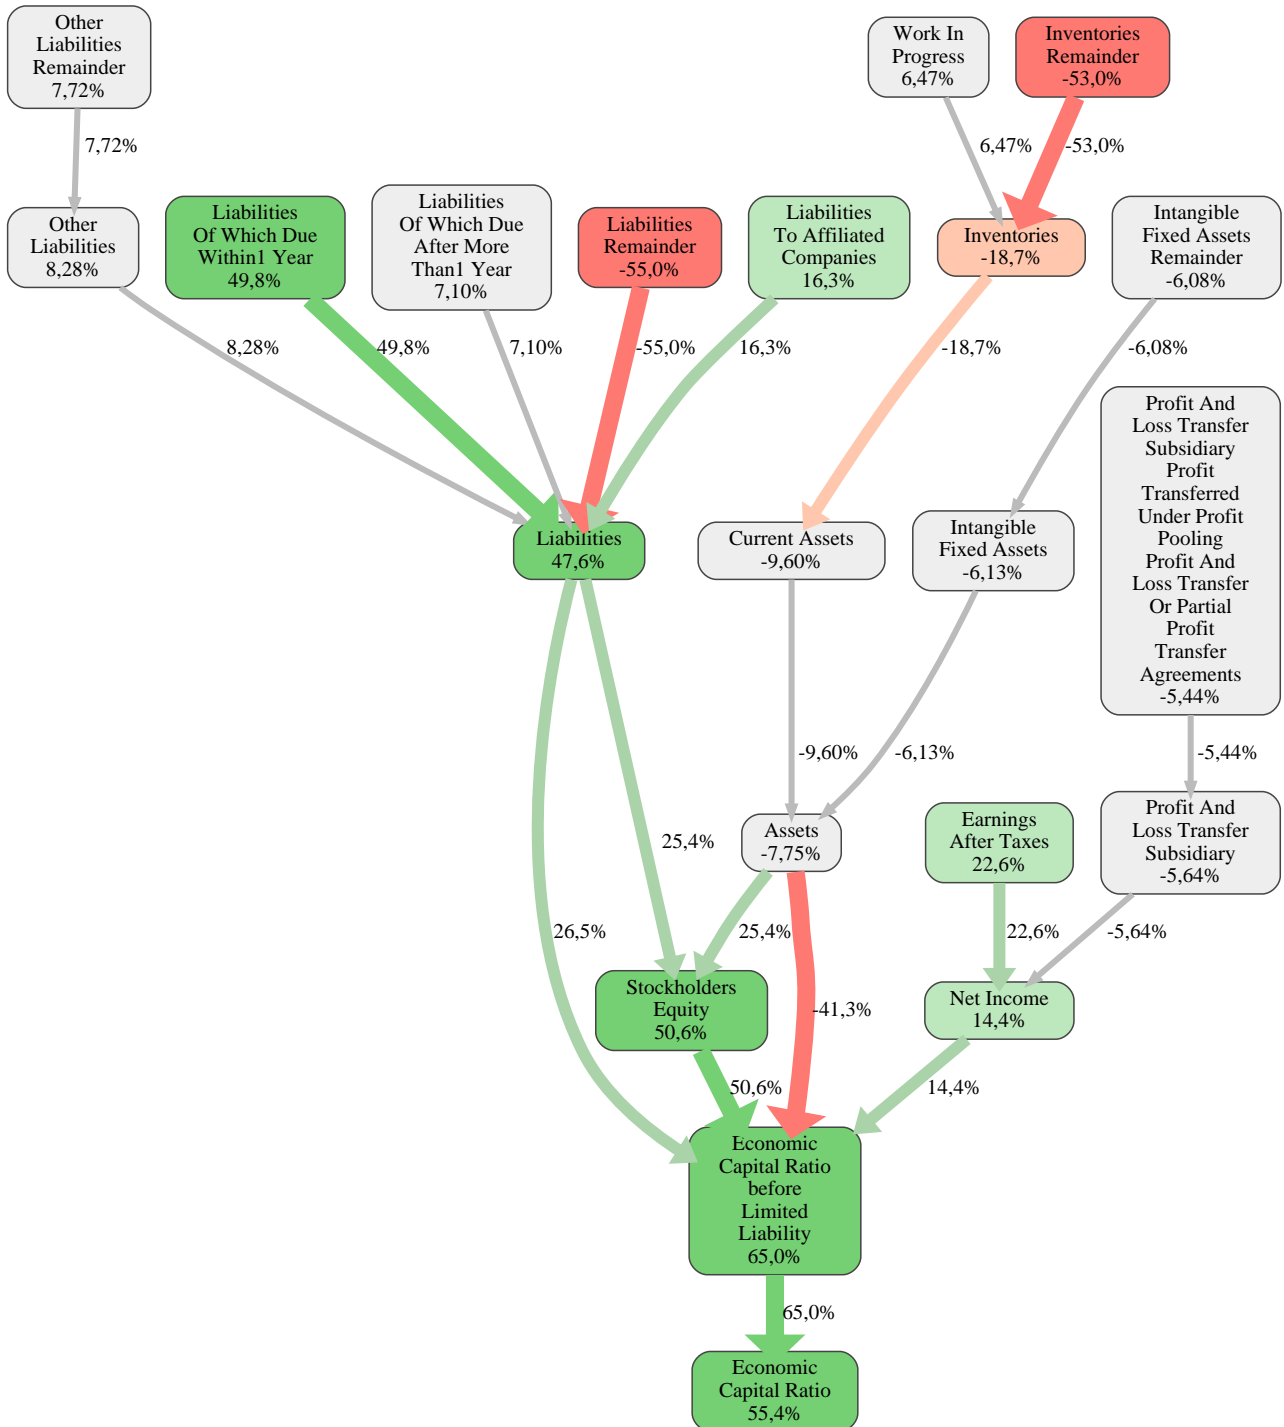 Other
Liabilities
Remainder
7,72%
Work In
Progress
6,47%
Inventories
Remainder
-53,0%
7,72%
6,47%
-53,0%
Other
Liabilities
8,28%
Liabilities
Of Which Due
Within1 Year
49,8%
Liabilities
Of Which Due
After More
Than1 Year
7,10%
Liabilities
Remainder
-55,0%
Liabilities
To Affiliated
Companies
16,3%
Inventories
-18,7%
Intangible
Fixed Assets
Remainder
-6,08%
8,28%
49,8%
7,10%
-55,0%
16,3%
-18,7%
-6,08%
Profit And
Loss Transfer
Subsidiary
Profit
Transferred
Under Profit
Pooling
Profit And
Loss Transfer
Or Partial
Profit
Transfer
Agreements
-5,44%
Liabilities
47,6%
Current Assets
-9,60%
Intangible
Fixed Assets
-6,13%
-9,60%
-6,13%
-5,44%
25,4%
Assets
-7,75%
Earnings
After Taxes
22,6%
Profit And
Loss Transfer
Subsidiary
-5,64%
26,5%
25,4%
22,6%
-5,64%
Stockholders
Equity
50,6%
-41,3%
Net Income
14,4%
50,6%
14,4%
Economic
Capital Ratio
before
Limited
Liability
65,0%
65,0%
Economic
Capital Ratio
55,4%